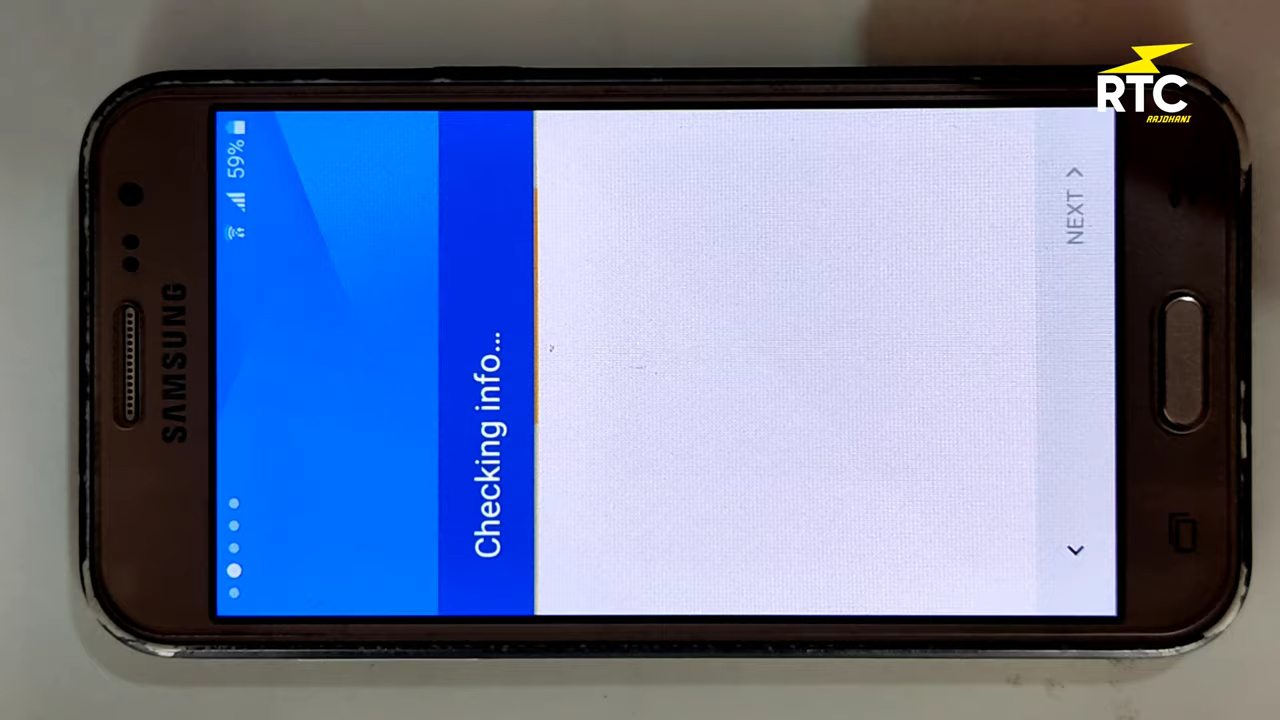 RTC
RAJDHANI
SAMSUNG
59%
Checking info...
NEXT >